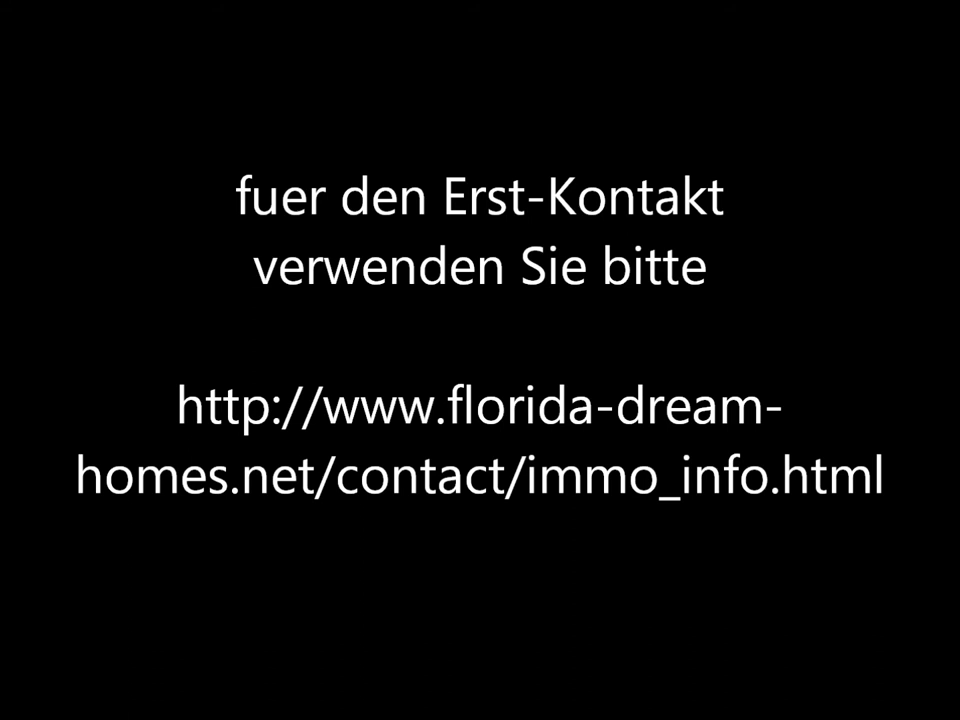 fuer den Erst-Kontakt
verwenden Sie bitte
http://www.florida-dream-
homes.net/contact/immo_info.html